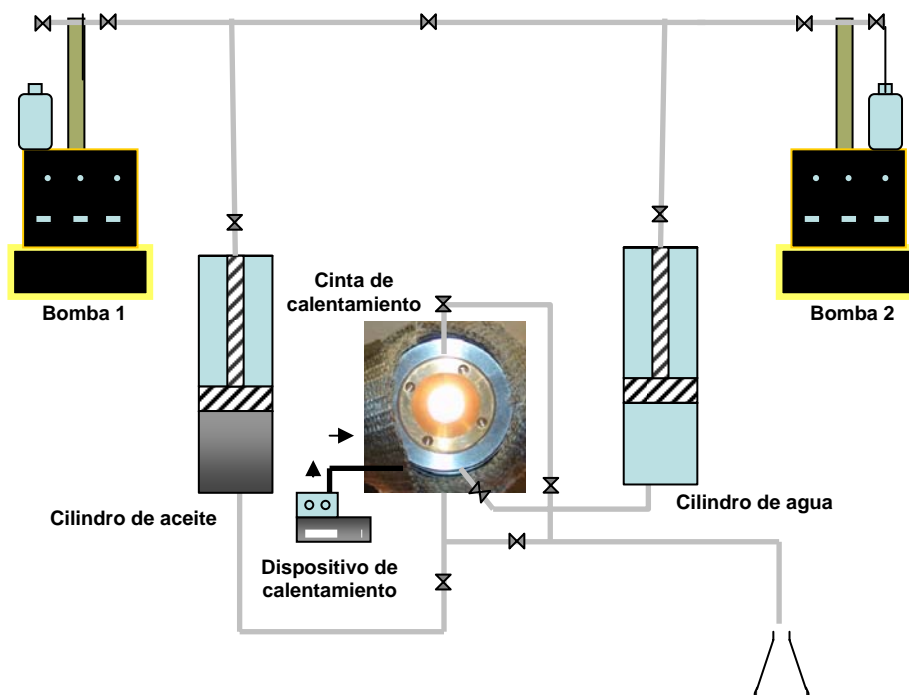 Cinta de
calentamiento
Bomba 1
Bomba 2
Cilindro de aceite
Cilindro de agua
Dispositivo de
calentamiento